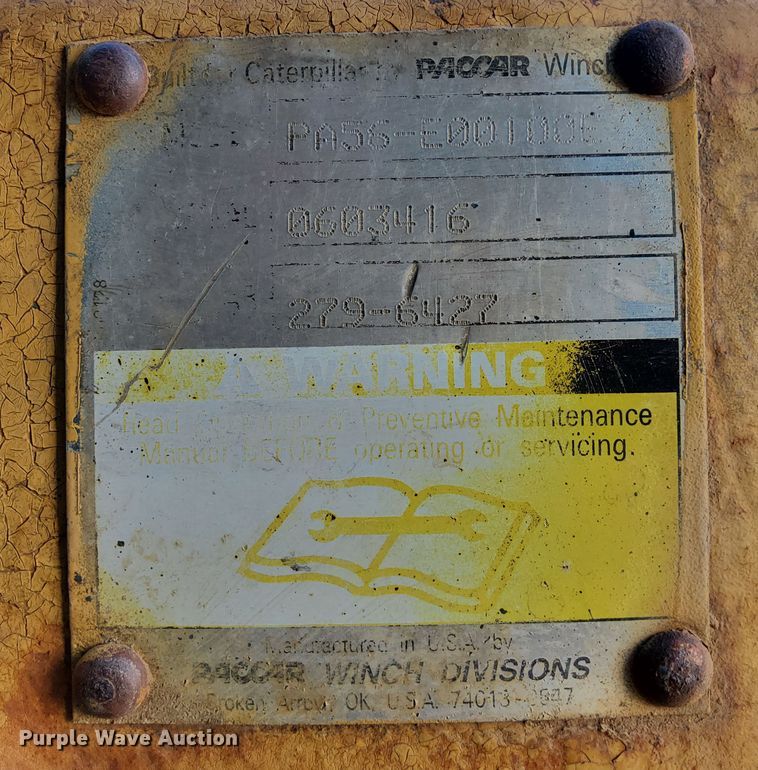 Built for Caterpillar by PACCAR Winch
PA56-E00100E
0603416
279-6427
WARNING
Read Operation & Preventive Maintenance
Manual BEFORE operating or servicing.
Manufactured in U.S.A. by
PACCAR WINCH DIVISIONS
Broken Arrow, OK, U.S.A. 74013-
Purple Wave Auction